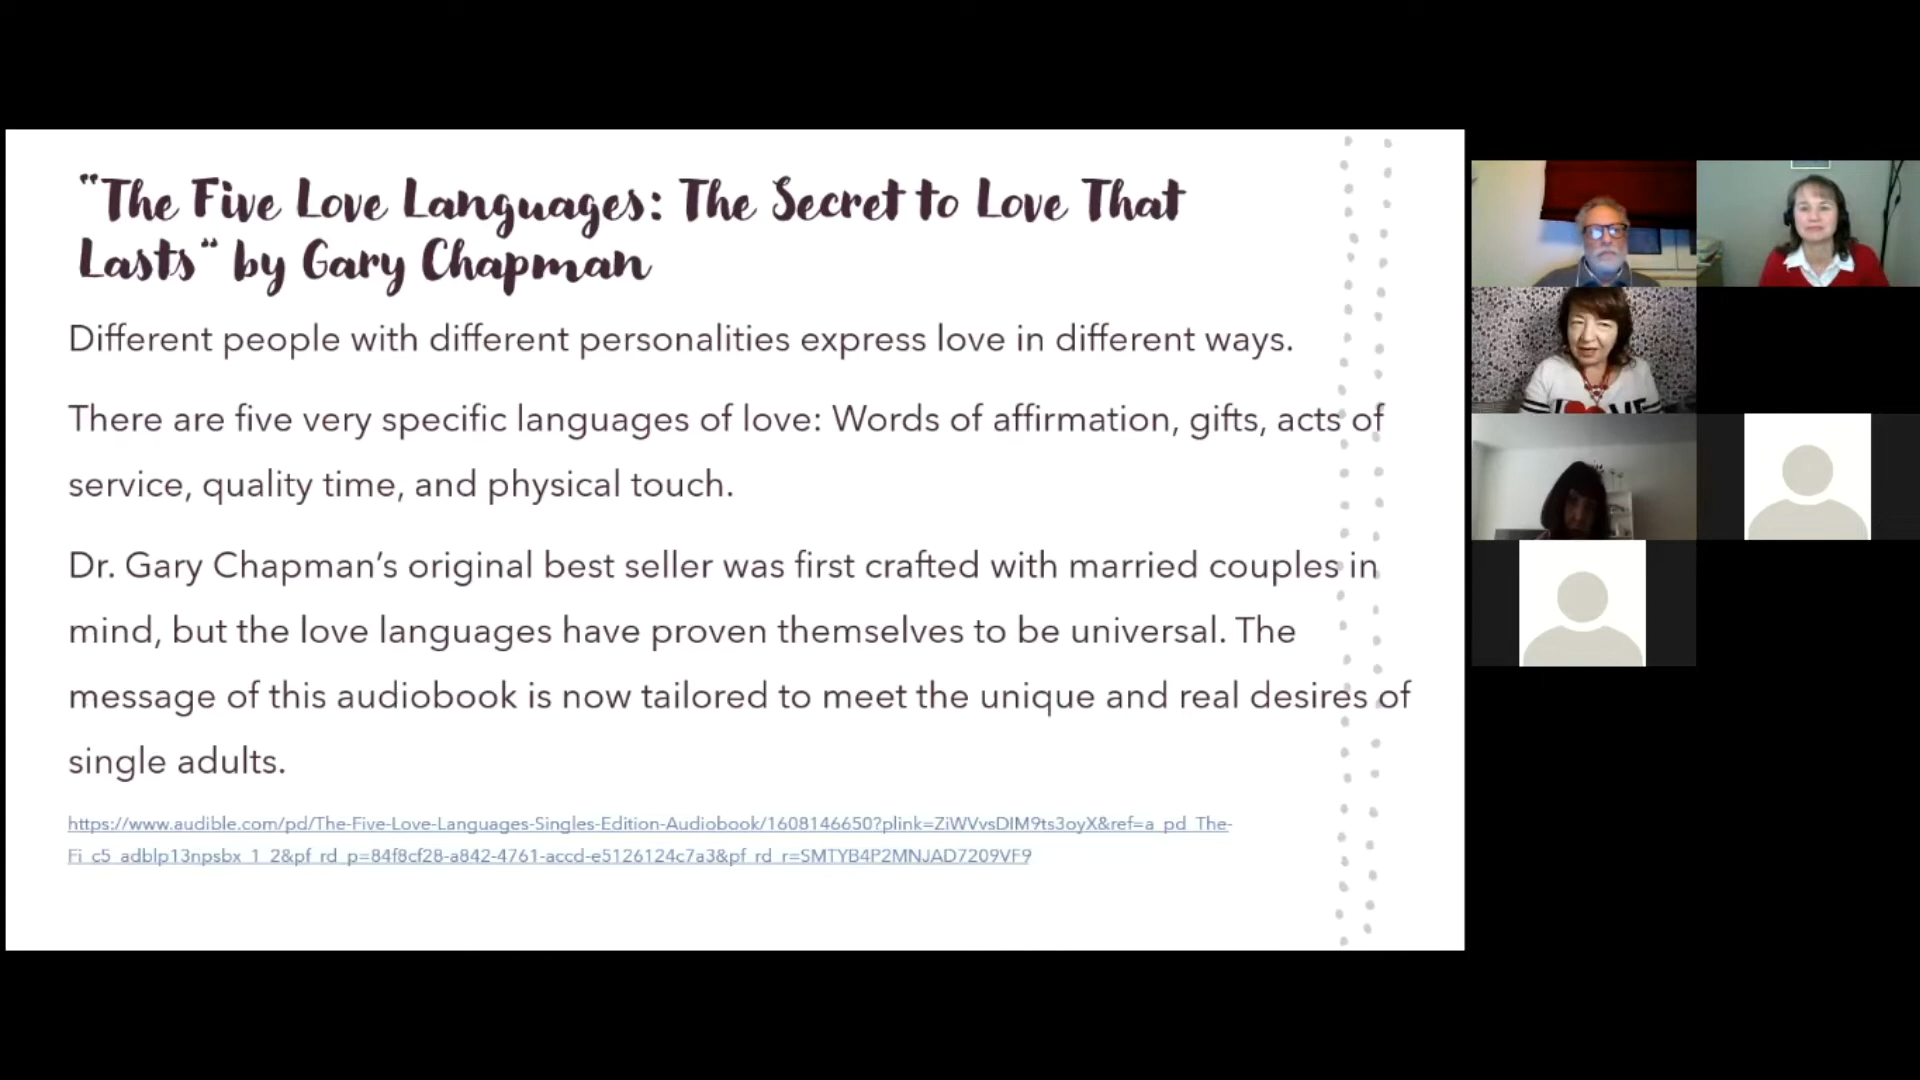 “The Five Love Languages: The Secret to Love That
Lasts“ by Gary Chapman
Different people with different personalities express love in different ways.
There are five very specific languages of love: Words of affirmation, gifts, acts of
service, quality time, and physical touch.
Dr. Gary Chapman’s original best seller was first crafted with married couples in
mind, but the love languages have proven themselves to be universal. The
message of this audiobook is now tailored to meet the unique and real desires of
single adults.
https://www.audible.com/pd/The-Five-Love-Languages-Singles-Edition-Audiobook/1608146650?plink=ZiWVvsDIM9ts3oyX&ref=a_pd_The-
Fi_c5_adblp13npsbx_1_2&pf_rd_p=84f8cf28-a842-4761-accd-e5126124c7a3&pf_rd_r=SMTYB4P2MNJAD7209VF9